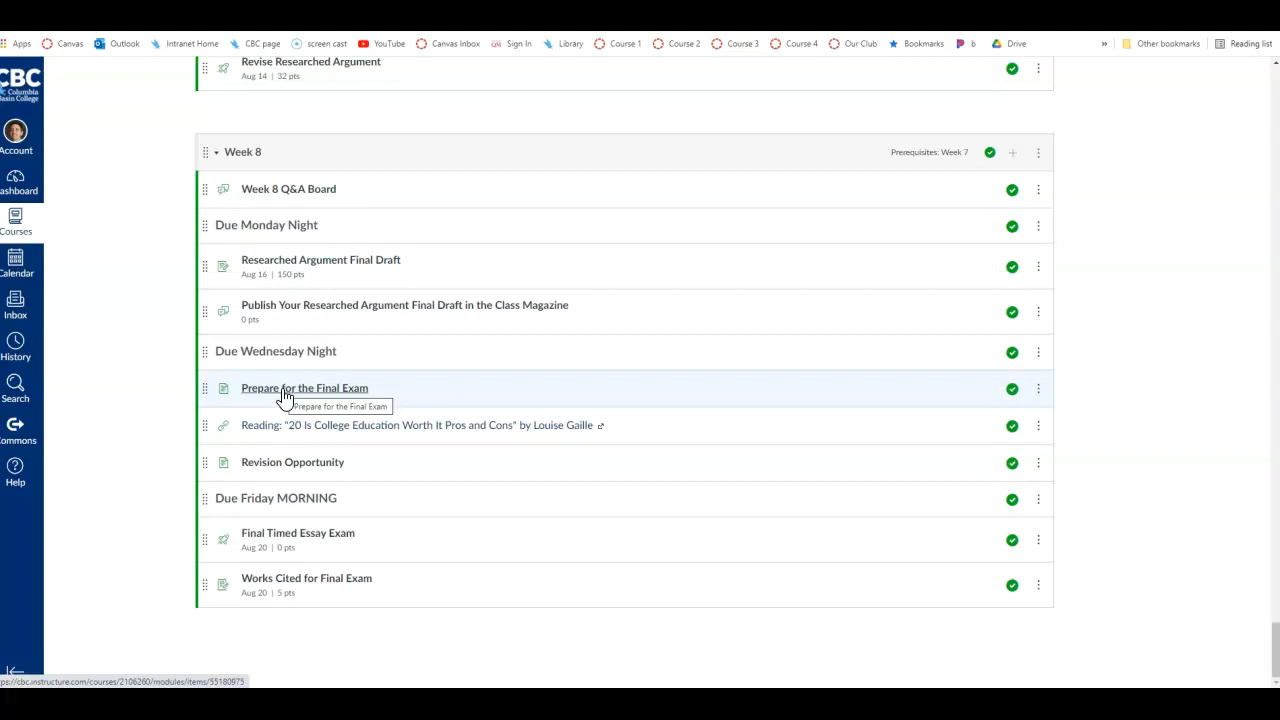 Apps Canvas Outlook Intranet Home CBC page screen cast YouTube Canvas Inbox Sign In Library Course 1 Course 2 Course 3 Course 4 Our Club Bookmarks b Drive » Other bookmarks Reading list
CBC
Columbia
Basin College
Account
ashboard
Courses
Calendar
Inbox
History
Search
ommons
Help
Revise Researched Argument
Aug 14 | 32 pts
Week 8 Prerequisites: Week 7
Week 8 Q&A Board
Due Monday Night
Researched Argument Final Draft
Aug 16 | 150 pts
Publish Your Researched Argument Final Draft in the Class Magazine
0 pts
Due Wednesday Night
Prepare for the Final Exam
Prepare for the Final Exam
Reading: "20 Is College Education Worth It Pros and Cons" by Louise Gaille
Revision Opportunity
Due Friday MORNING
Final Timed Essay Exam
Aug 20 | 0 pts
Works Cited for Final Exam
Aug 20 | 5 pts
ps://cbc.instructure.com/courses/2106260/modules/items/55180975